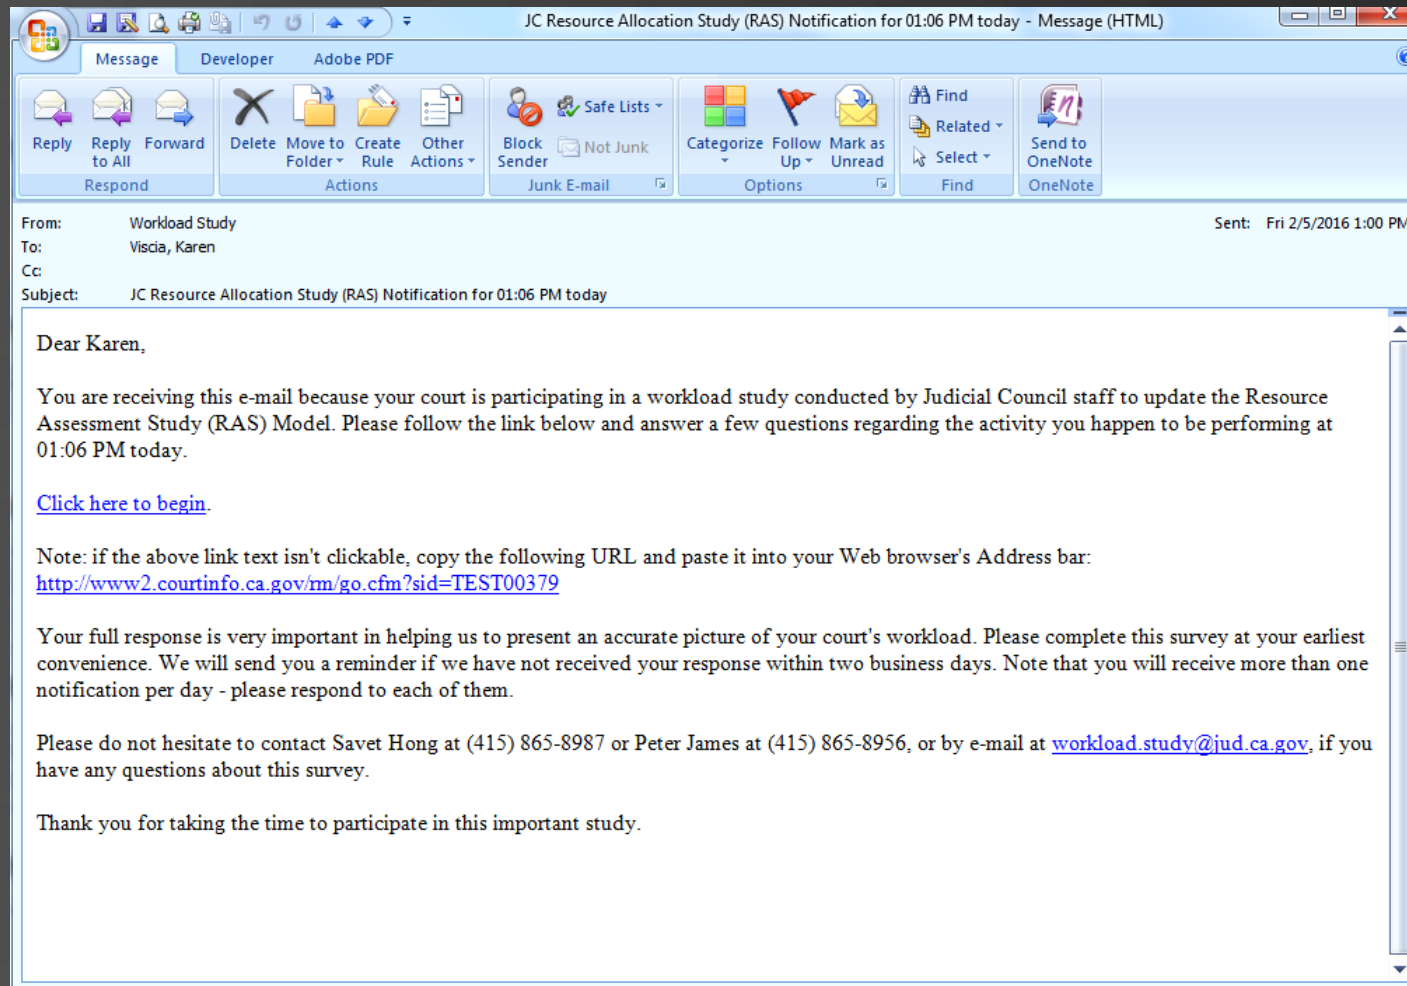 JC Resource Allocation Study (RAS) Notification for 01:06 PM today - Message (HTML)
Message Developer Adobe PDF
Reply
Reply to All
Forward
Delete
Move to Folder
Create Rule
Other Actions
Block Sender
Safe Lists
Not Junk
Categorize
Follow Up
Mark as Unread
Find
Related
Select
Send to OneNote
Respond Actions Junk E-mail Options Find OneNote
From: Workload Study Sent: Fri 2/5/2016 1:00 PM
To: Viscia, Karen
Cc:
Subject: JC Resource Allocation Study (RAS) Notification for 01:06 PM today
Dear Karen,
You are receiving this e-mail because your court is participating in a workload study conducted by Judicial Council staff to update the Resource
Assessment Study (RAS) Model. Please follow the link below and answer a few questions regarding the activity you happen to be performing at
01:06 PM today.
Click here to begin.
Note: if the above link text isn't clickable, copy the following URL and paste it into your Web browser's Address bar:
http://www2.courtinfo.ca.gov/rm/go.cfm?sid=TEST00379
Your full response is very important in helping us to present an accurate picture of your court's workload. Please complete this survey at your earliest
convenience. We will send you a reminder if we have not received your response within two business days. Note that you will receive more than one
notification per day - please respond to each of them.
Please do not hesitate to contact Savet Hong at (415) 865-8987 or Peter James at (415) 865-8956, or by e-mail at workload.study@jud.ca.gov, if you
have any questions about this survey.
Thank you for taking the time to participate in this important study.